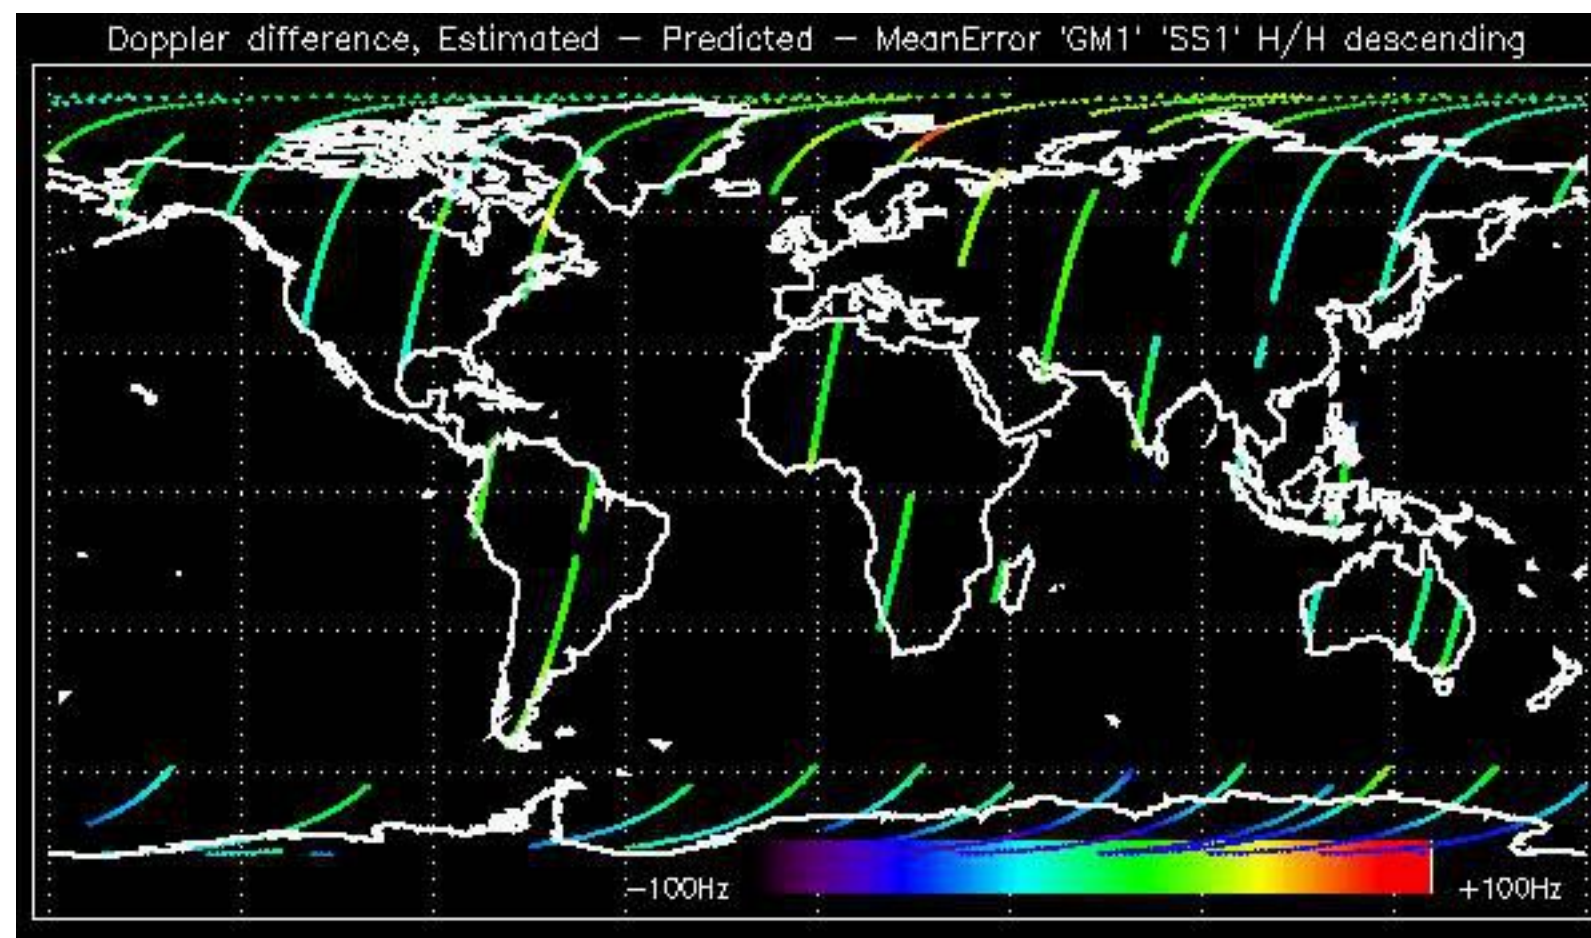 Doppler difference, Estimated – Predicted – MeanError 'GM1' 'SS1' H/H descending
–100Hz +100Hz